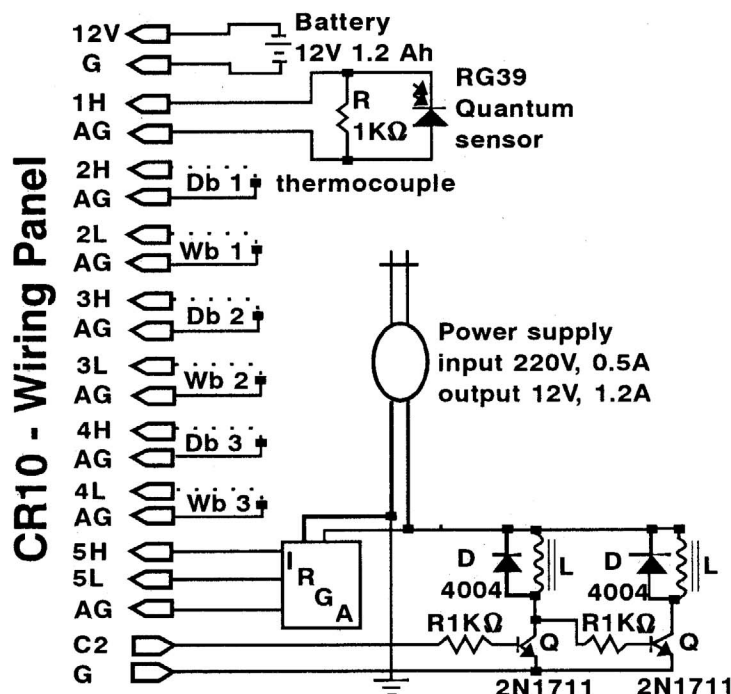 CR10 - Wiring Panel
12V
G
1H
AG
2H
AG
2L
AG
3H
AG
3L
AG
4H
AG
4L
AG
5H
5L
AG
C2
G
Battery
12V 1.2 Ah
R
1KΩ
RG39
Quantum
sensor
thermocouple
Db 1
Wb 1
Db 2
Wb 2
Db 3
Wb 3
Power supply
input 220V, 0.5A
output 12V, 1.2A
IRGA
D
4004
L
D
4004
L
R1KΩ
Q
R1KΩ
Q
2N1711
2N1711